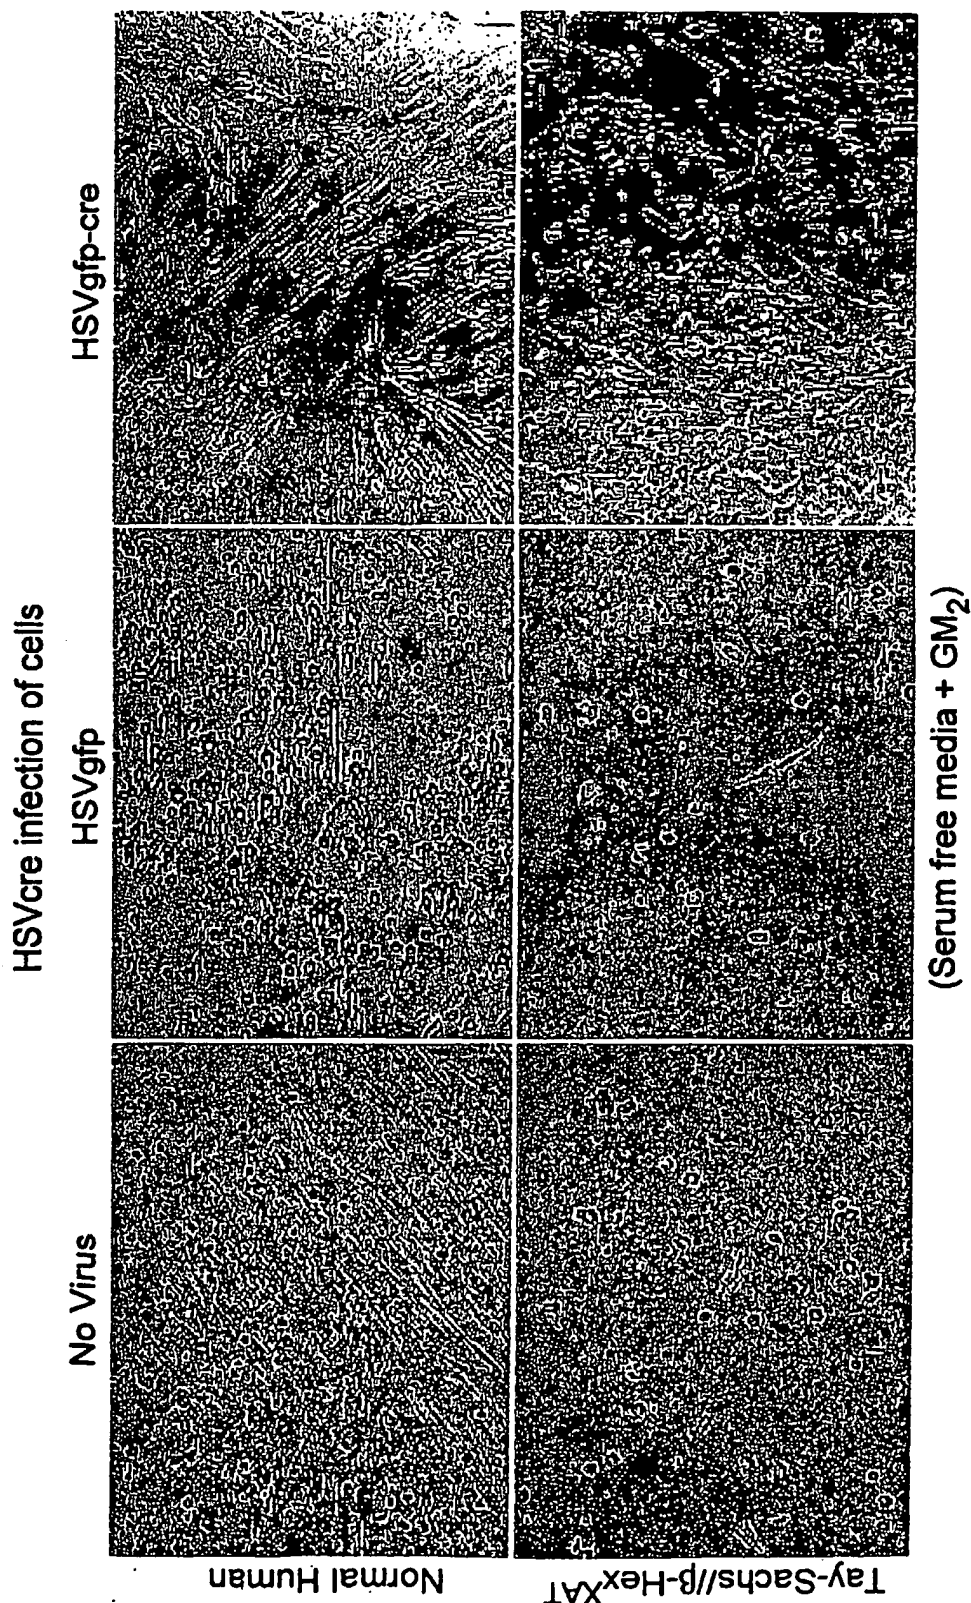 HSVcre infection of cells
No Virus
HSVgfp
HSVgfp-cre
Normal Human
Tay-Sachs//β-Hex^XAT
(Serum free media + GM₂)